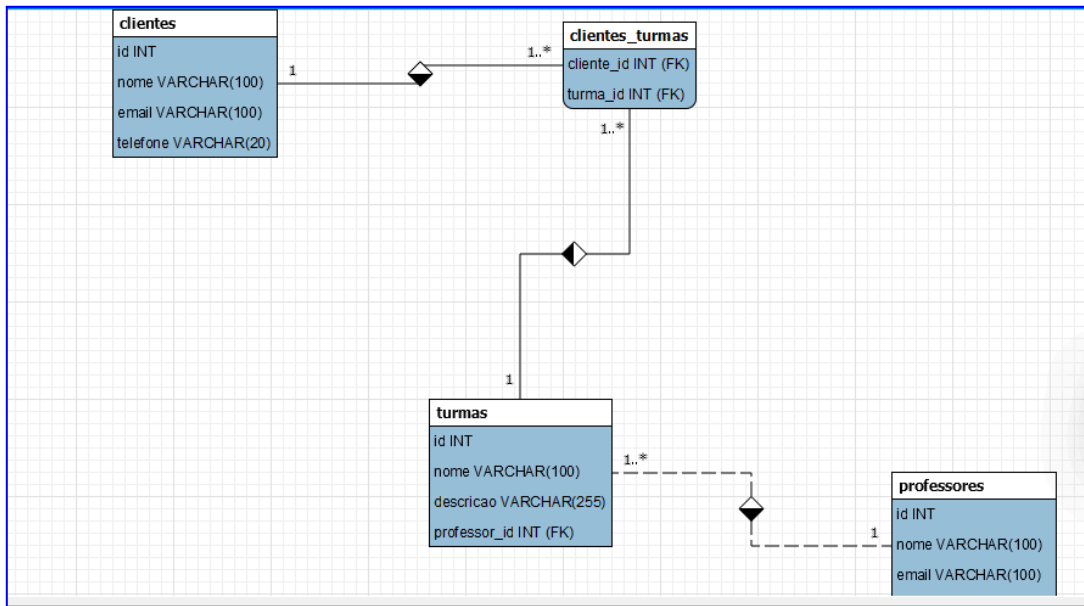 clientes
id INT
nome VARCHAR(100)
email VARCHAR(100)
telefone VARCHAR(20)
1
1..*
clientes_turmas
cliente_id INT (FK)
turma_id INT (FK)
1..*
1
turmas
id INT
nome VARCHAR(100)
descricao VARCHAR(255)
professor_id INT (FK)
1..*
1
professores
id INT
nome VARCHAR(100)
email VARCHAR(100)